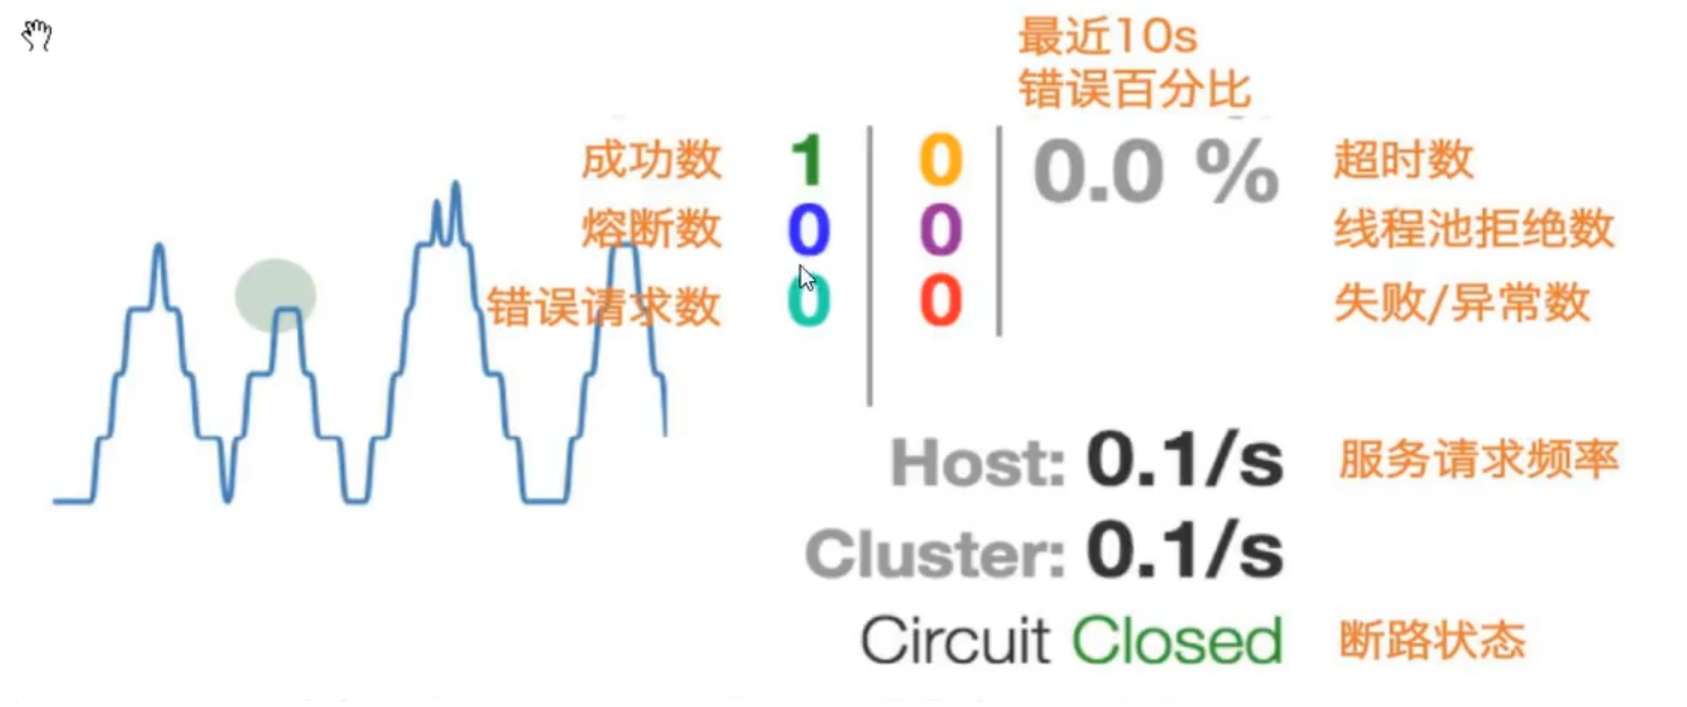 最近10s
错误百分比
成功数 1 0 0.0 % 超时数
熔断数 0 0 线程池拒绝数
错误请求数 0 0 失败/异常数
Host: 0.1/s 服务请求频率
Cluster: 0.1/s
Circuit Closed 断路状态